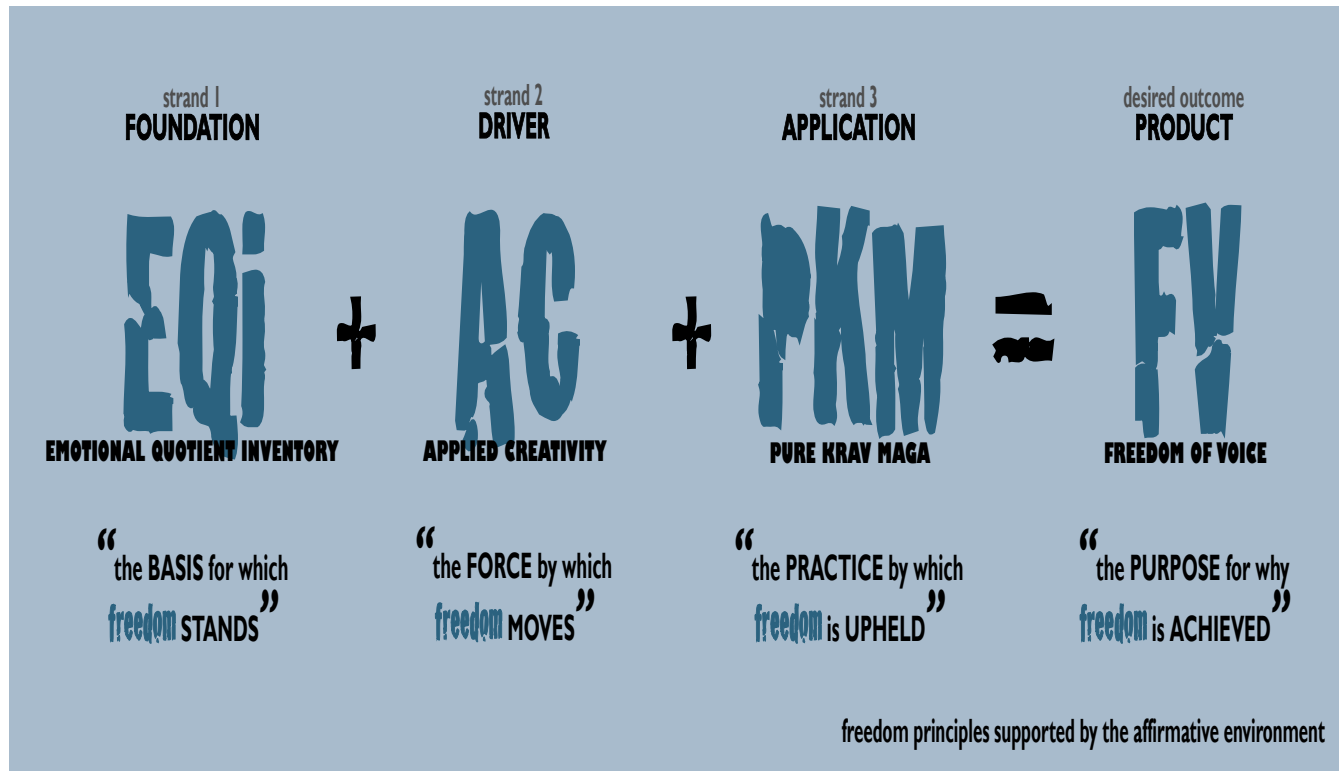 strand 1
FOUNDATION
EQi
EMOTIONAL QUOTIENT INVENTORY
“the BASIS for which
freedom STANDS”
+
strand 2
DRIVER
AC
APPLIED CREATIVITY
“the FORCE by which
freedom MOVES”
+
strand 3
APPLICATION
PKM
PURE KRAV MAGA
“the PRACTICE by which
freedom is UPHELD”
=
desired outcome
PRODUCT
FV
FREEDOM OF VOICE
“the PURPOSE for why
freedom is ACHIEVED”
freedom principles supported by the affirmative environment